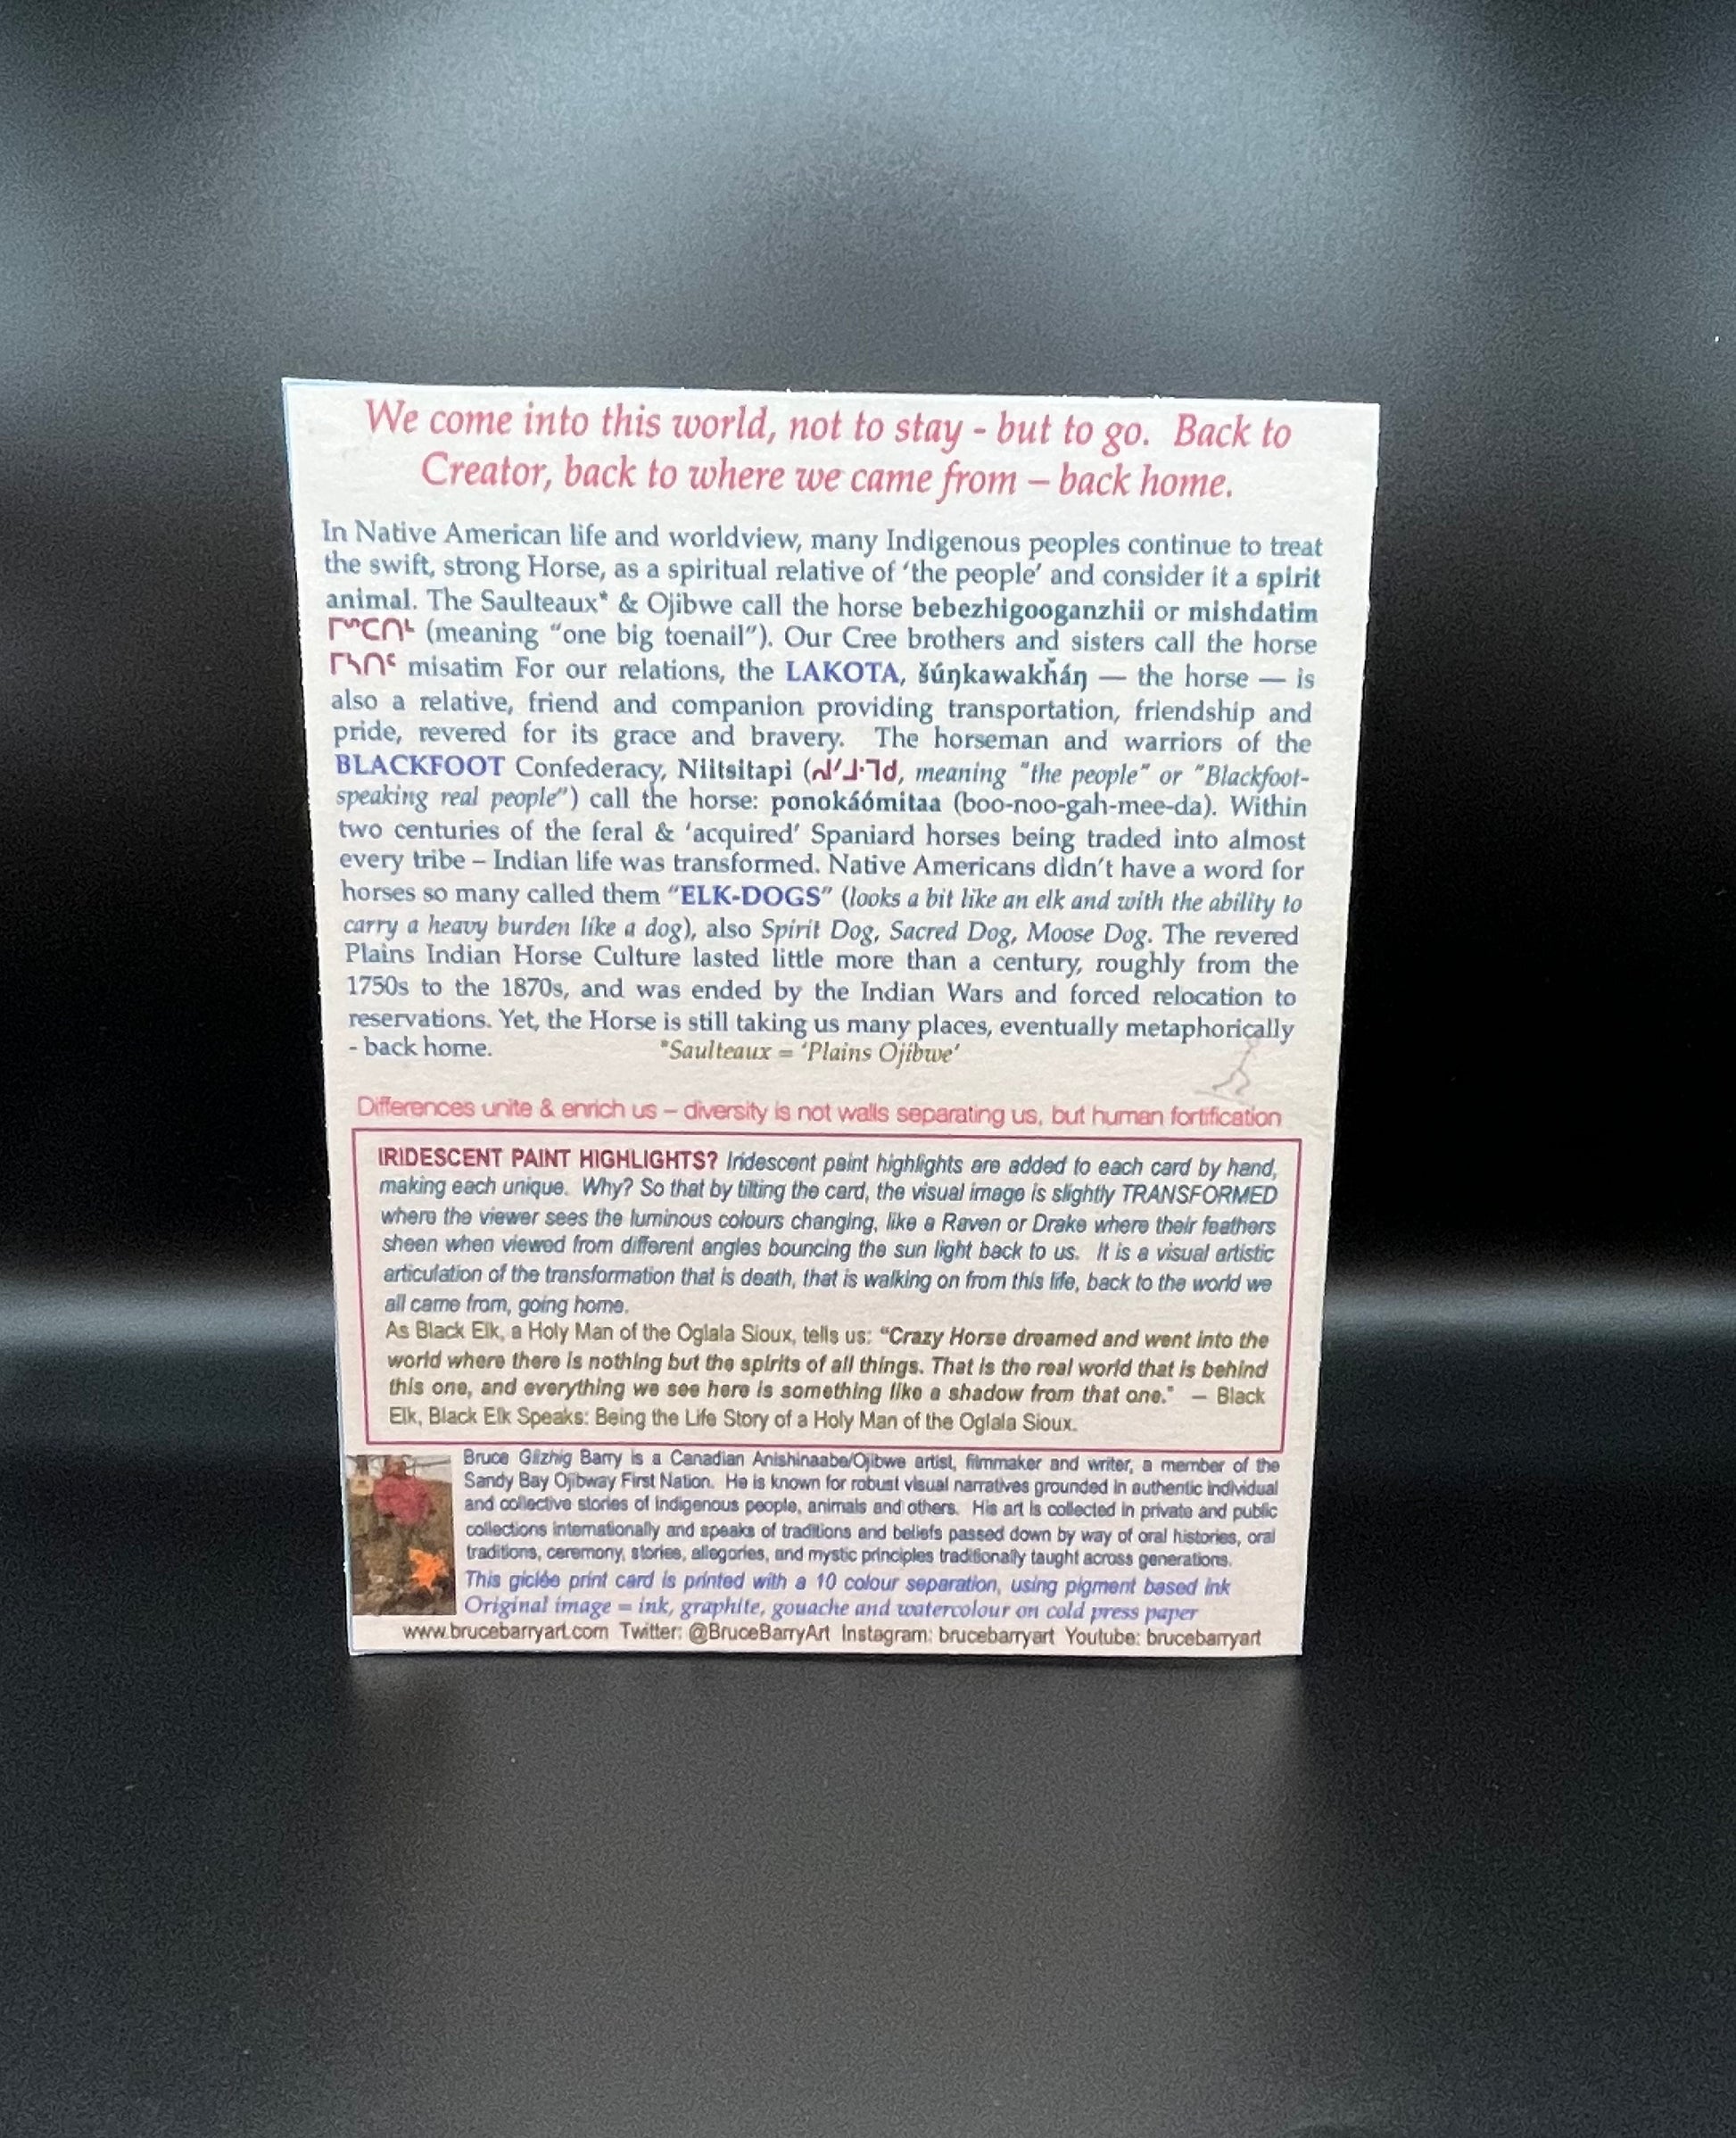 We come into this world, not to stay - but to go. Back to
Creator, back to where we came from – back home.
In Native American life and worldview, many Indigenous peoples continue to treat
the swift, strong Horse, as a spiritual relative of ‘the people’ and consider it a spirit
animal. The Saulteaux* & Ojibwe call the horse bebezhigooganzhii or mishdatim
ᒥᔥᑕᑎᒻ (meaning “one big toenail”). Our Cree brothers and sisters call the horse
ᒥᓴᑎᒼ misatim For our relations, the LAKOTA, šúŋkawakȟáŋ — the horse — is
also a relative, friend and companion providing transportation, friendship and
pride, revered for its grace and bravery. The horseman and warriors of the
BLACKFOOT Confederacy, Niitsitapi (ᖹᐟᒧᐧᒣᑯ, meaning "the people" or "Blackfoot-
speaking real people") call the horse: ponokáómitaa (boo-noo-gah-mee-da). Within
two centuries of the feral & ‘acquired’ Spaniard horses being traded into almost
every tribe – Indian life was transformed. Native Americans didn’t have a word for
horses so many called them “ELK-DOGS” (looks a bit like an elk and with the ability to
carry a heavy burden like a dog), also Spirit Dog, Sacred Dog, Moose Dog. The revered
Plains Indian Horse Culture lasted little more than a century, roughly from the
1750s to the 1870s, and was ended by the Indian Wars and forced relocation to
reservations. Yet, the Horse is still taking us many places, eventually metaphorically
- back home. *Saulteaux = ‘Plains Ojibwe’
Differences unite & enrich us – diversity is not walls separating us, but human fortification
IRIDESCENT PAINT HIGHLIGHTS? Iridescent paint highlights are added to each card by hand,
making each unique. Why? So that by tilting the card, the visual image is slightly TRANSFORMED
where the viewer sees the luminous colours changing, like a Raven or Drake where their feathers
sheen when viewed from different angles bouncing the sun light back to us. It is a visual artistic
articulation of the transformation that is death, that is walking on from this life, back to the world we
all came from, going home.
As Black Elk, a Holy Man of the Oglala Sioux, tells us: “Crazy Horse dreamed and went into the
world where there is nothing but the spirits of all things. That is the real world that is behind
this one, and everything we see here is something like a shadow from that one.” — Black
Elk, Black Elk Speaks: Being the Life Story of a Holy Man of the Oglala Sioux.
Bruce Giizhig Barry is a Canadian Anishinaabe/Ojibwe artist, filmmaker and writer, a member of the
Sandy Bay Ojibway First Nation. He is known for robust visual narratives grounded in authentic individual
and collective stories of Indigenous people, animals and others. His art is collected in private and public
collections internationally and speaks of traditions and beliefs passed down by way of oral histories, oral
traditions, ceremony, stories, allegories, and mystic principles traditionally taught across generations.
This giclée print card is printed with a 10 colour separation, using pigment based ink
Original image = ink, graphite, gouache and watercolour on cold press paper
www.brucebarryart.com Twitter: @BruceBarryArt Instagram: brucebarryart Youtube: brucebarryart